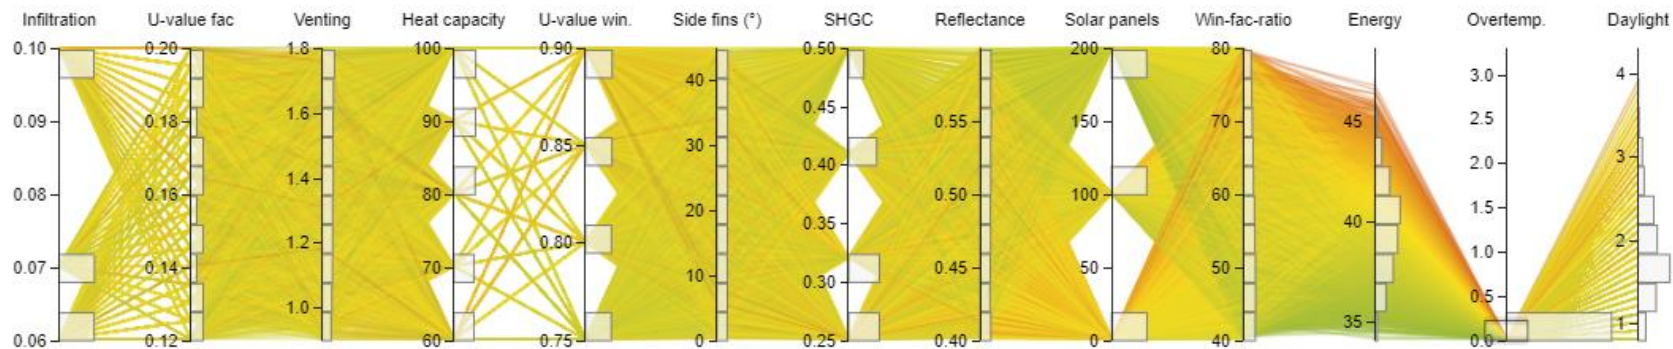 Infiltration U-value fac Venting Heat capacity U-value win. Side fins (°) SHGC Reflectance Solar panels Win-fac-ratio Energy Overtemp. Daylight
0.10 0.20 1.8 100 0.90 0.50 200 80
3.0 4
40
0.09 0.18 1.6 90 0.45 0.55 150 70 45 2.5
0.85 30 0.40 3
0.08 0.16 1.4 80 0.50 100 60 2.0
20 0.35 40 1.5
0.07 0.14 1.2 70 0.80 0.45 50 50 1.0 2
10 0.30
1.0 35 0.5 1
0.06 0.12 60 0.75 0 0.25 0.40 0 40 0.0